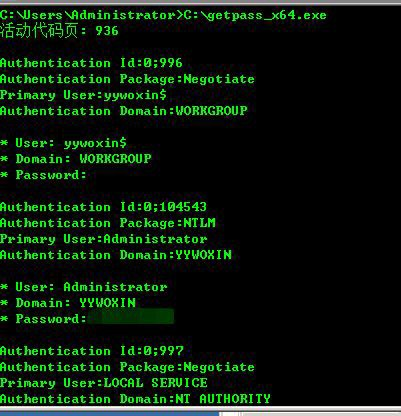 C:\Users\Administrator>C:\getpass_x64.exe
活动代码页: 936
Authentication Id:0;996
Authentication Package:Negotiate
Primary User:yywoxin$
Authentication Domain:WORKGROUP
* User: yywoxin$
* Domain: WORKGROUP
* Password:
Authentication Id:0;104543
Authentication Package:NTLM
Primary User:Administrator
Authentication Domain:YYWOXIN
* User: Administrator
* Domain: YYWOXIN
* Password:
Authentication Id:0;997
Authentication Package:Negotiate
Primary User:LOCAL SERVICE
Authentication Domain:NT AUTHORITY